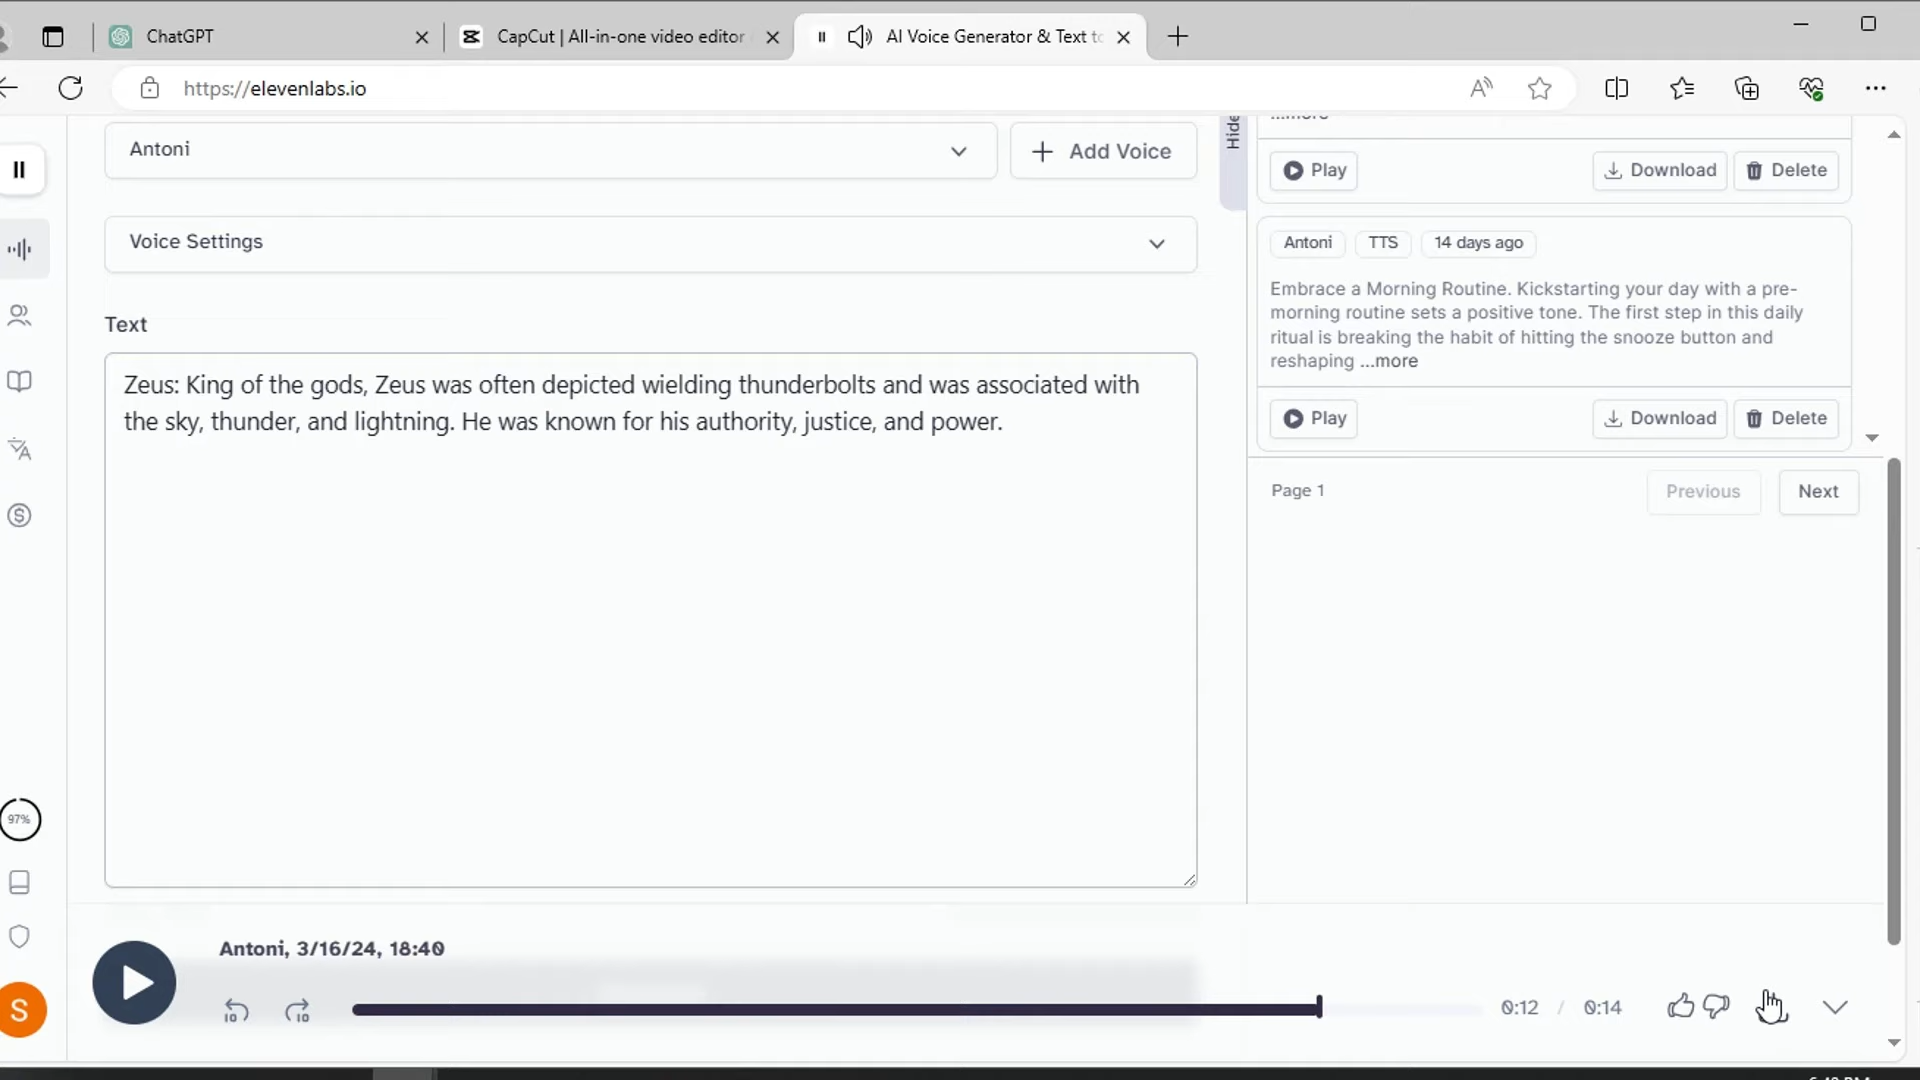 ChatGPT
CapCut | All-in-one video editor
AI Voice Generator & Text to
https://elevenlabs.io
Antoni
Add Voice
Hide
...more
Play
Download
Delete
Voice Settings
Antoni
TTS
14 days ago
Embrace a Morning Routine. Kickstarting your day with a pre-
morning routine sets a positive tone. The first step in this daily
ritual is breaking the habit of hitting the snooze button and
reshaping ...more
Play
Download
Delete
Text
Zeus: King of the gods, Zeus was often depicted wielding thunderbolts and was associated with
the sky, thunder, and lightning. He was known for his authority, justice, and power.
Page 1
Previous
Next
97%
S
Antoni, 3/16/24, 18:40
10
10
0:12 / 0:14